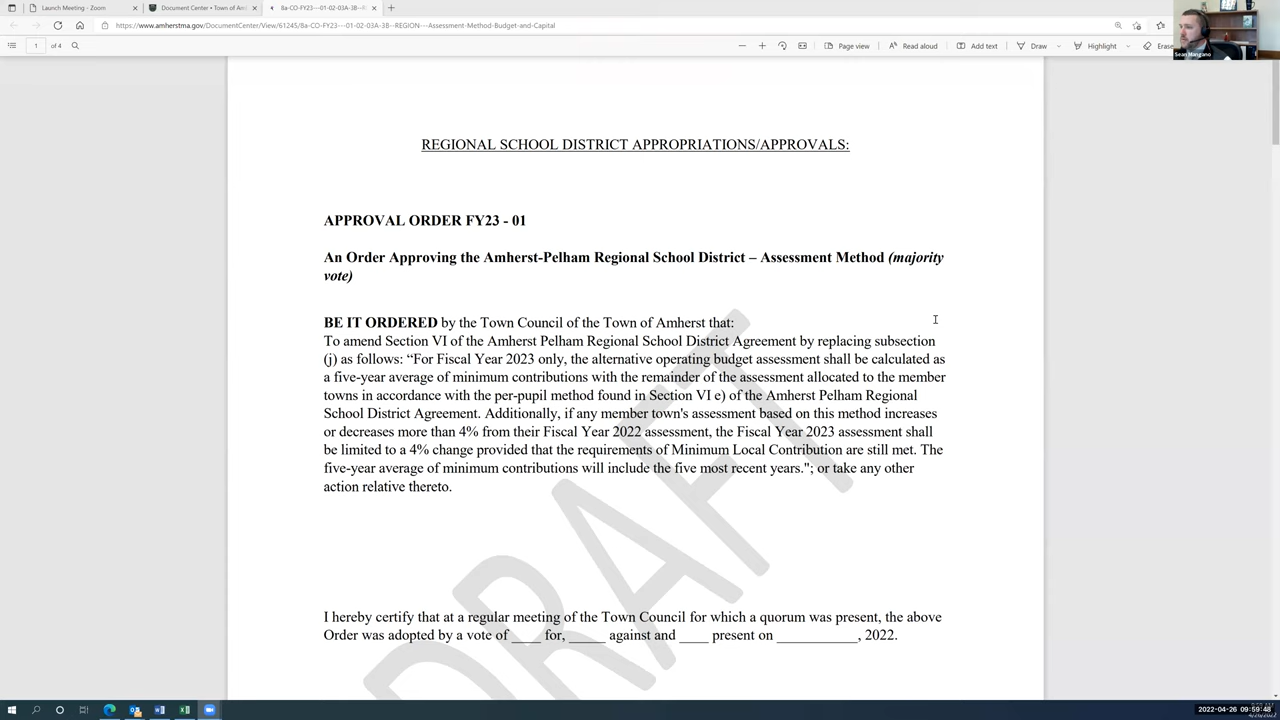 Launch Meeting - Zoom
Document Center • Town of Am
8a-CO-FY23---01-02-03A-3B--RE
https://www.amherstma.gov/DocumentCenter/View/61245/8a-CO-FY23---01-02-03A-3B--REGION---Assessment-Method-Budget-and-Capital
1 of 4
Page view
Read aloud
Add text
Draw
Highlight
Erase
Sean Mangano
REGIONAL SCHOOL DISTRICT APPROPRIATIONS/APPROVALS:
APPROVAL ORDER FY23 - 01
An Order Approving the Amherst-Pelham Regional School District – Assessment Method (majority
vote)
BE IT ORDERED by the Town Council of the Town of Amherst that:
To amend Section VI of the Amherst Pelham Regional School District Agreement by replacing subsection
(j) as follows: “For Fiscal Year 2023 only, the alternative operating budget assessment shall be calculated as
a five-year average of minimum contributions with the remainder of the assessment allocated to the member
towns in accordance with the per-pupil method found in Section VI e) of the Amherst Pelham Regional
School District Agreement. Additionally, if any member town's assessment based on this method increases
or decreases more than 4% from their Fiscal Year 2022 assessment, the Fiscal Year 2023 assessment shall
be limited to a 4% change provided that the requirements of Minimum Local Contribution are still met. The
five-year average of minimum contributions will include the five most recent years."; or take any other
action relative thereto.
I hereby certify that at a regular meeting of the Town Council for which a quorum was present, the above
Order was adopted by a vote of ____ for, _____ against and ____ present on ___________, 2022.
DRAFT
2022-04-26 09:59:48